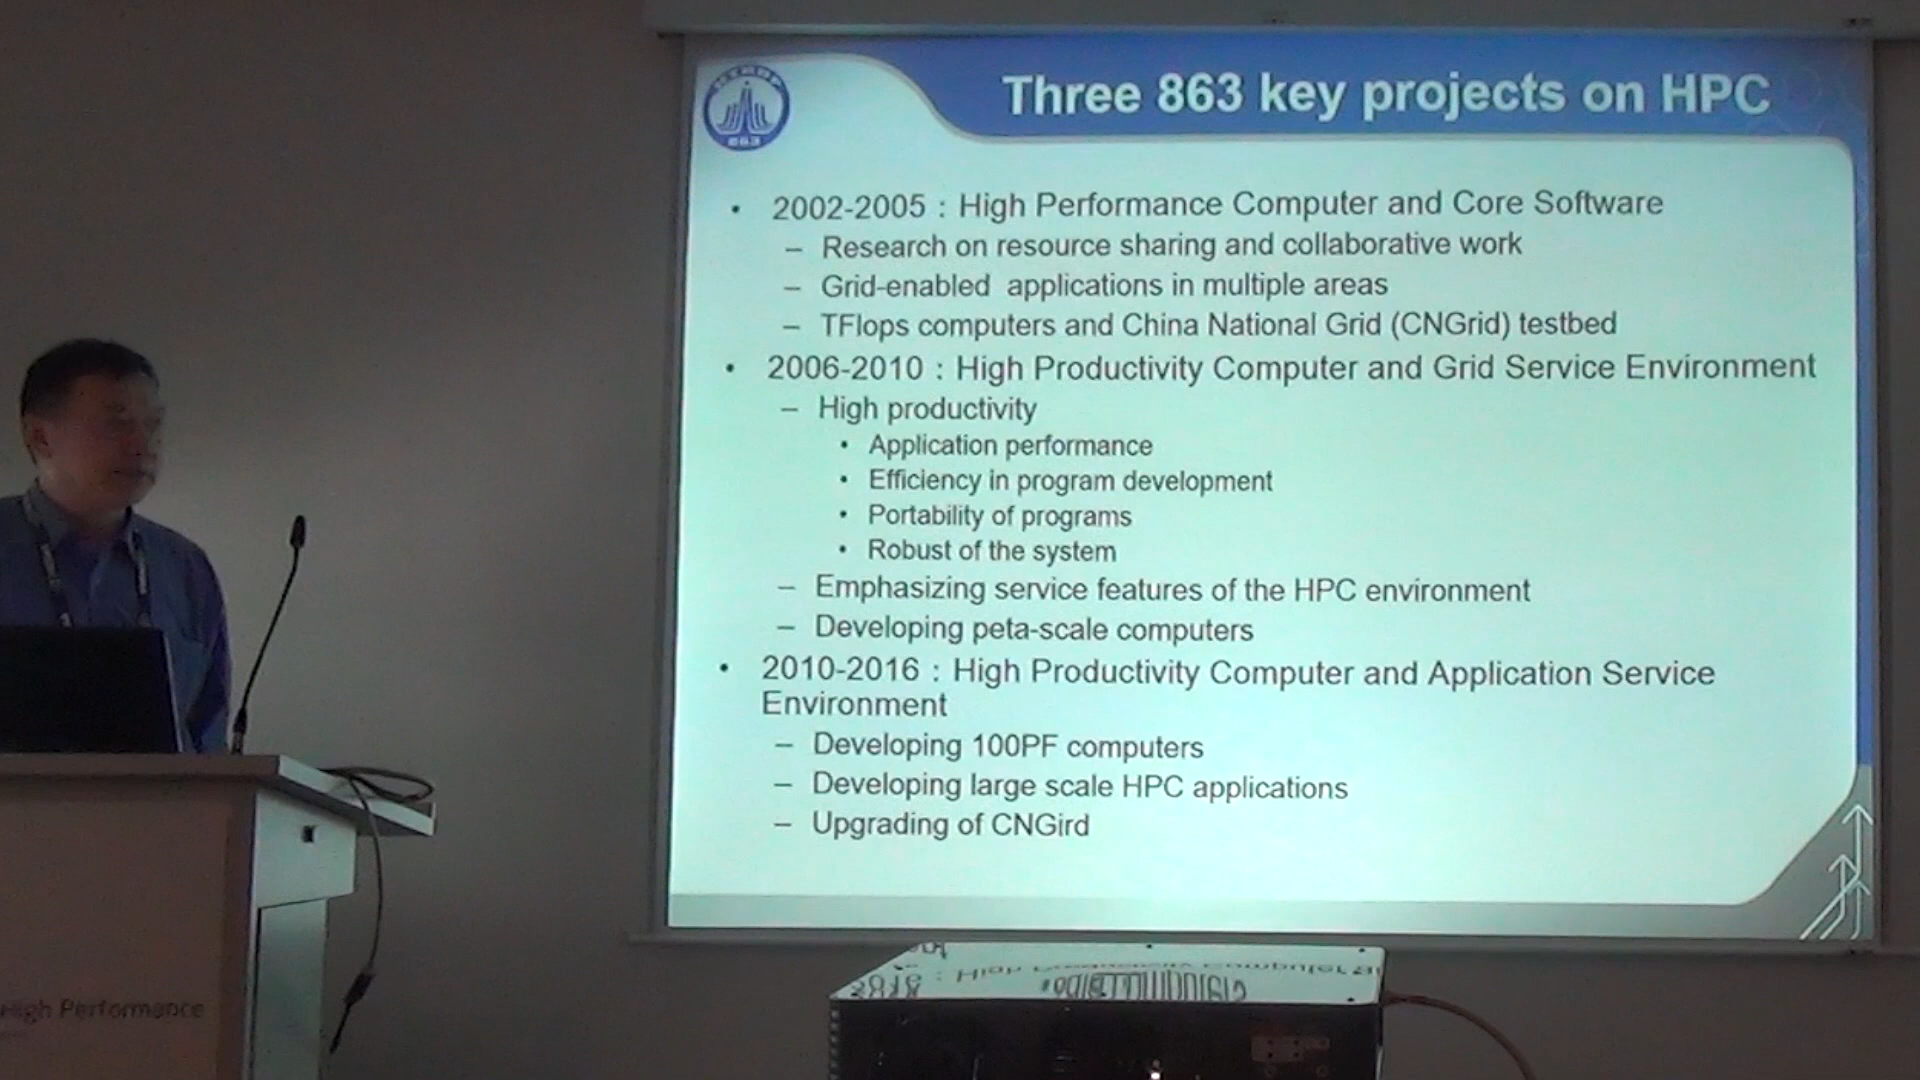 Three 863 key projects on HPC
863
• 2002-2005 : High Performance Computer and Core Software
– Research on resource sharing and collaborative work
– Grid-enabled applications in multiple areas
– TFlops computers and China National Grid (CNGrid) testbed
• 2006-2010 : High Productivity Computer and Grid Service Environment
– High productivity
• Application performance
• Efficiency in program development
• Portability of programs
• Robust of the system
– Emphasizing service features of the HPC environment
– Developing peta-scale computers
• 2010-2016 : High Productivity Computer and Application Service
Environment
– Developing 100PF computers
– Developing large scale HPC applications
– Upgrading of CNGird
High Performance